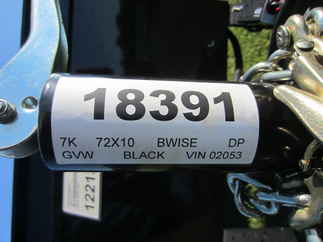 18391
7K 72X10 BWISE DP
GVW BLACK VIN 02053
1221